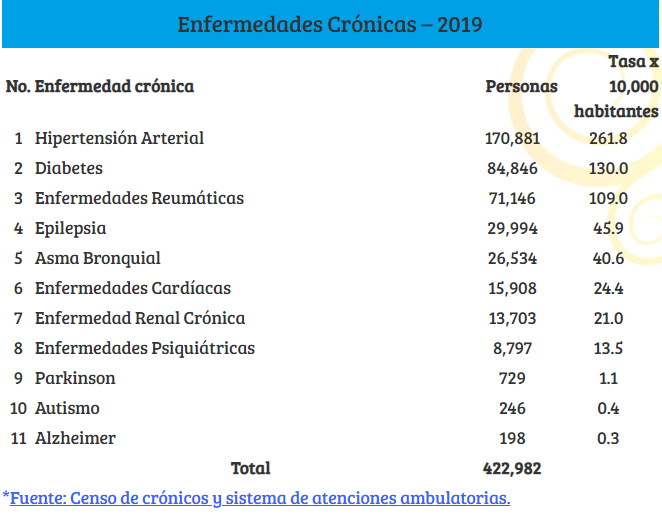 Enfermedades Crónicas – 2019
No. Enfermedad crónica Personas Tasa x 10,000 habitantes
1 Hipertensión Arterial 170,881 261.8
2 Diabetes 84,846 130.0
3 Enfermedades Reumáticas 71,146 109.0
4 Epilepsia 29,994 45.9
5 Asma Bronquial 26,534 40.6
6 Enfermedades Cardíacas 15,908 24.4
7 Enfermedad Renal Crónica 13,703 21.0
8 Enfermedades Psiquiátricas 8,797 13.5
9 Parkinson 729 1.1
10 Autismo 246 0.4
11 Alzheimer 198 0.3
Total 422,982
*Fuente: Censo de crónicos y sistema de atenciones ambulatorias.